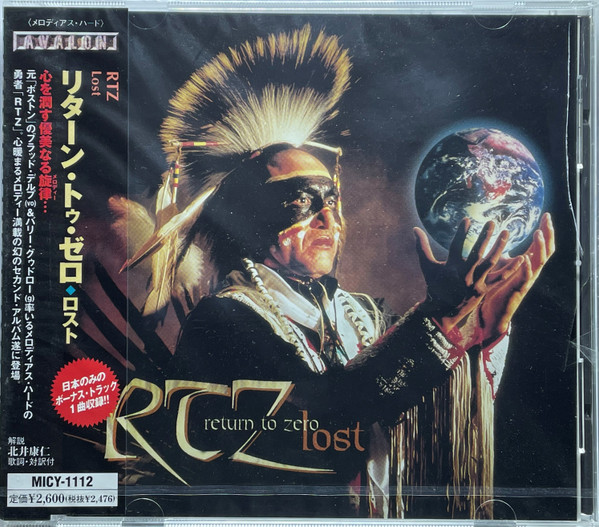 〈メロディアス・ハード〉
AVALON
RTZ
Lost
リターン・トゥ・ゼロ◆ロスト
心を潤す優美なる旋律…
メロディー
元「ボストン」のブラッド・デルプ(vo)&バリー・グゥドロー(g)率いるメロディアス・ハードの
勇者「RTZ」、心暖まるメロディー満載の幻のセカンド・アルバム遂に登場。
日本のみの
ボーナス・トラック
1曲収録!!
解説
北井康仁
歌詞・対訳付
MICY-1112
定価¥2,600(税抜¥2,476)
RTZ
return to zero
lost